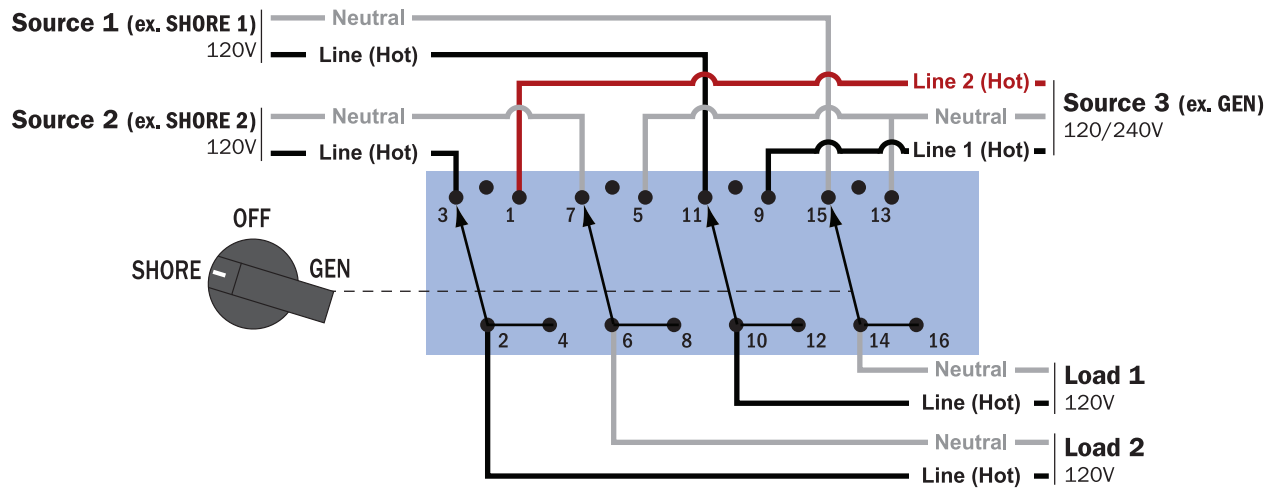 Source 1 (ex. SHORE 1)
120V
Neutral
Line (Hot)
Source 2 (ex. SHORE 2)
120V
Neutral
Line (Hot)
Line 2 (Hot)
Neutral
Line 1 (Hot)
Source 3 (ex. GEN)
120/240V
3 1 7 5 11 9 15 13
OFF
SHORE GEN
2 4 6 8 10 12 14 16
Neutral
Line (Hot)
Load 1
120V
Neutral
Line (Hot)
Load 2
120V